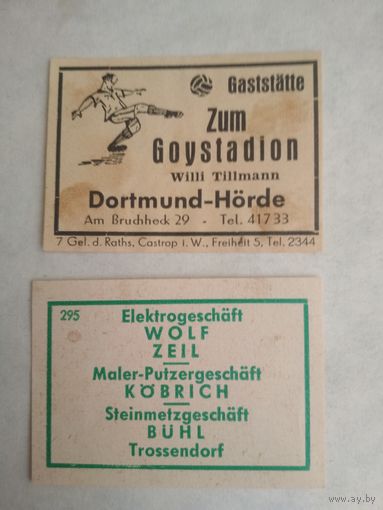 Gaststätte
Zum
Goystadion
Willi Tillmann
Dortmund-Hörde
Am Bruchheck 29 - Tel. 41733
7 Gel. d. Raths, Castrop i. W., Freiheit 5, Tel. 2344
295 Elektrogeschäft
WOLF
ZEIL
Maler-Putzergeschäft
KÖBRICH
Steinmetzgeschäft
BÜHL
Trossendorf
www.ay.by